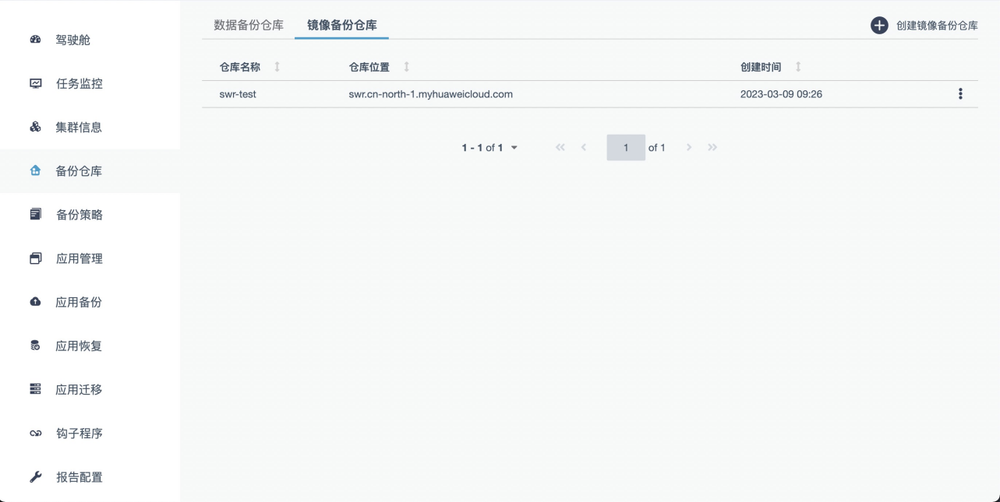 驾驶舱
任务监控
集群信息
备份仓库
备份策略
应用管理
应用备份
应用恢复
应用迁移
钩子程序
报告配置
数据备份仓库 镜像备份仓库 创建镜像备份仓库
仓库名称 仓库位置 创建时间
swr-test swr.cn-north-1.myhuaweicloud.com 2023-03-09 09:26
1 - 1 of 1 1 of 1